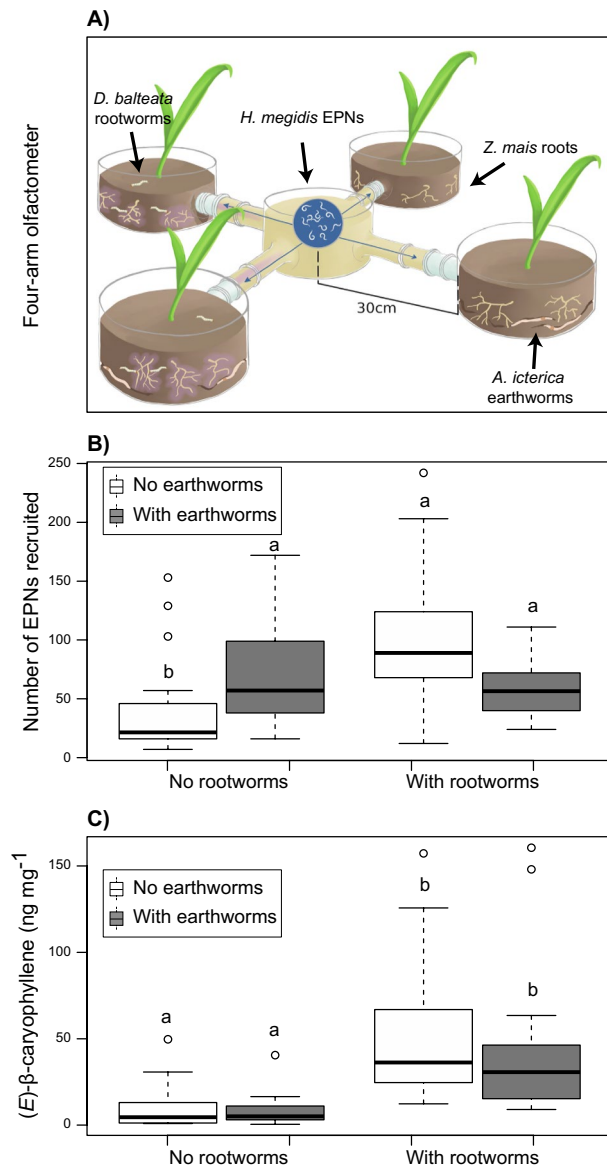 A)
Four-arm olfactometer
D. balteata
rootworms
H. megidis EPNs
Z. mais roots
30cm
A. icterica
earthworms
B)
Number of EPNs recruited
250
200
150
100
50
0
No earthworms
With earthworms
b
a
a
a
No rootworms
With rootworms
C)
(E)-β-caryophyllene (ng mg⁻¹)
150
100
50
0
No earthworms
With earthworms
a
a
b
b
No rootworms
With rootworms